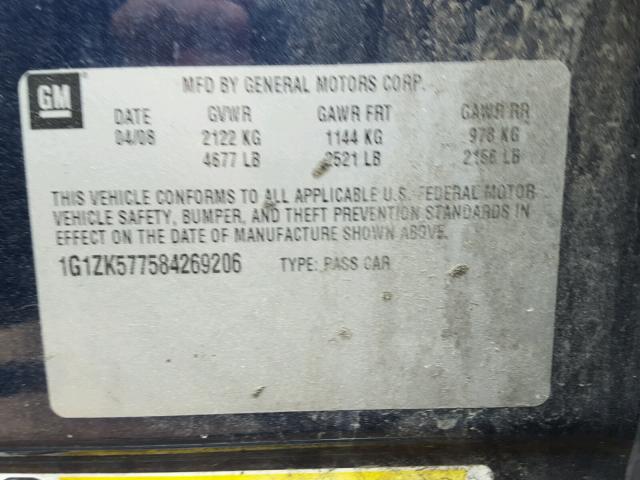 GM
MFD BY GENERAL MOTORS CORP.
DATE GVWR GAWR FRT GAWR RR
04/08 2122 KG 1144 KG 978 KG
4677 LB 2521 LB 2156 LB
THIS VEHICLE CONFORMS TO ALL APPLICABLE U.S. FEDERAL MOTOR
VEHICLE SAFETY, BUMPER, AND THEFT PREVENTION STANDARDS IN
EFFECT ON THE DATE OF MANUFACTURE SHOWN ABOVE.
1G1ZK577584269206 TYPE: PASS CAR